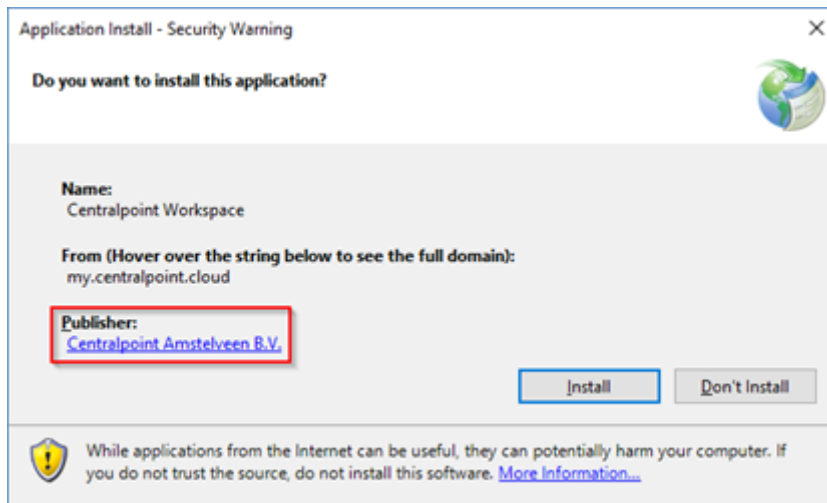 Application Install - Security Warning
Do you want to install this application?
Name:
Centralpoint Workspace
From (Hover over the string below to see the full domain):
my.centralpoint.cloud
Publisher:
Centralpoint Amstelveen B.V.
Install
Don't Install
While applications from the Internet can be useful, they can potentially harm your computer. If
you do not trust the source, do not install this software. More Information...